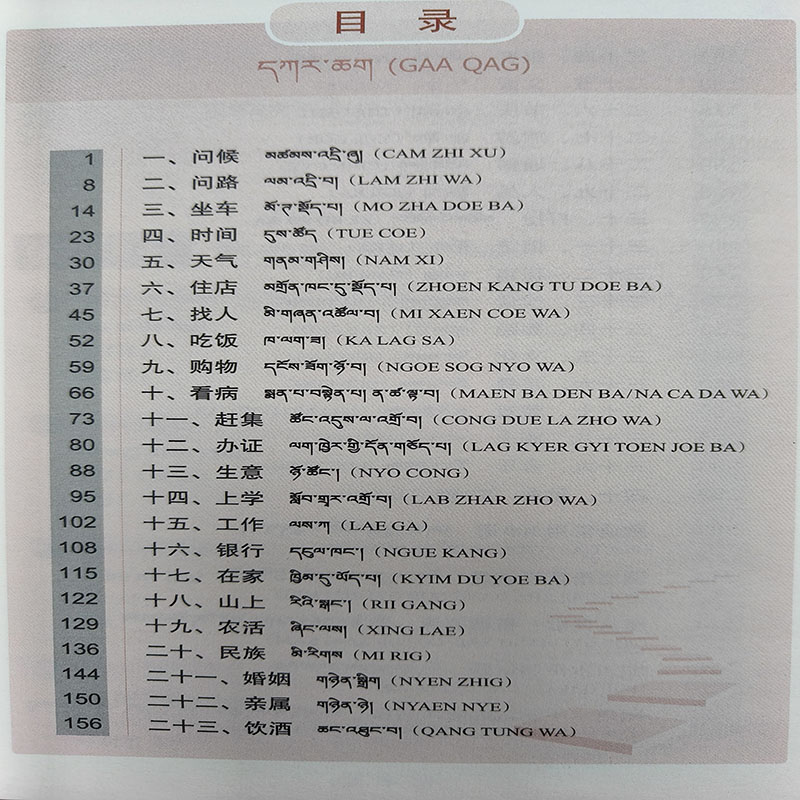 目 录
དཀར་ཆག (GAA QAG)
1 一、问候 མཚམས་འདྲི་ཞུ། (CAM ZHI XU)
8 二、问路 ལམ་འདྲི་བ། (LAM ZHI WA)
14 三、坐车 མོ་ཊ་སྡོད་པ། (MO ZHA DOE BA)
23 四、时间 དུས་ཚོད (TUE COE)
30 五、天气 གནམ་གཤིས། (NAM XI)
37 六、住店 མགྲོན་ཁང་དུ་སྡོད་པ། (ZHOEN KANG TU DOE BA)
45 七、找人 མི་གཞན་འཚོལ་བ། (MI XAEN COE WA)
52 八、吃饭 ཁ་ལག་ཟ། (KA LAG SA)
59 九、购物 དངོས་ཟོག་ཉོ་བ། (NGOE SOG NYO WA)
66 十、看病 སྨན་པ་བསྟེན་པ། ན་ཚ་ལྟ་བ། (MAEN BA DEN BA/NA CA DA WA)
73 十一、赶集 ཚོང་འདུས་ལ་འགྲོ་བ། (CONG DUE LA ZHO WA)
80 十二、办证 ལག་ཁྱེར་གྱི་དོན་གཅོད་པ། (LAG KYER GYI TOEN JOE BA)
88 十三、生意 ཉོ་ཚོང་། (NYO CONG)
95 十四、上学 སློབ་གྲྭར་འགྲོ་བ། (LAB ZHAR ZHO WA)
102 十五、工作 ལས་ཀ (LAE GA)
108 十六、银行 དངུལ་ཁང་། (NGUE KANG)
115 十七、在家 ཁྱིམ་དུ་ཡོད་པ། (KYIM DU YOE BA)
122 十八、山上 རིའི་སྒང་། (RII GANG)
129 十九、农活 ཞིང་ལས། (XING LAE)
136 二十、民族 མི་རིགས (MI RIG)
144 二十一、婚姻 གཉེན་སྒྲིག (NYEN ZHIG)
150 二十二、亲属 གཉེན་ཉེ། (NYAEN NYE)
156 二十三、饮酒 ཆང་འཐུང་བ། (QANG TUNG WA)